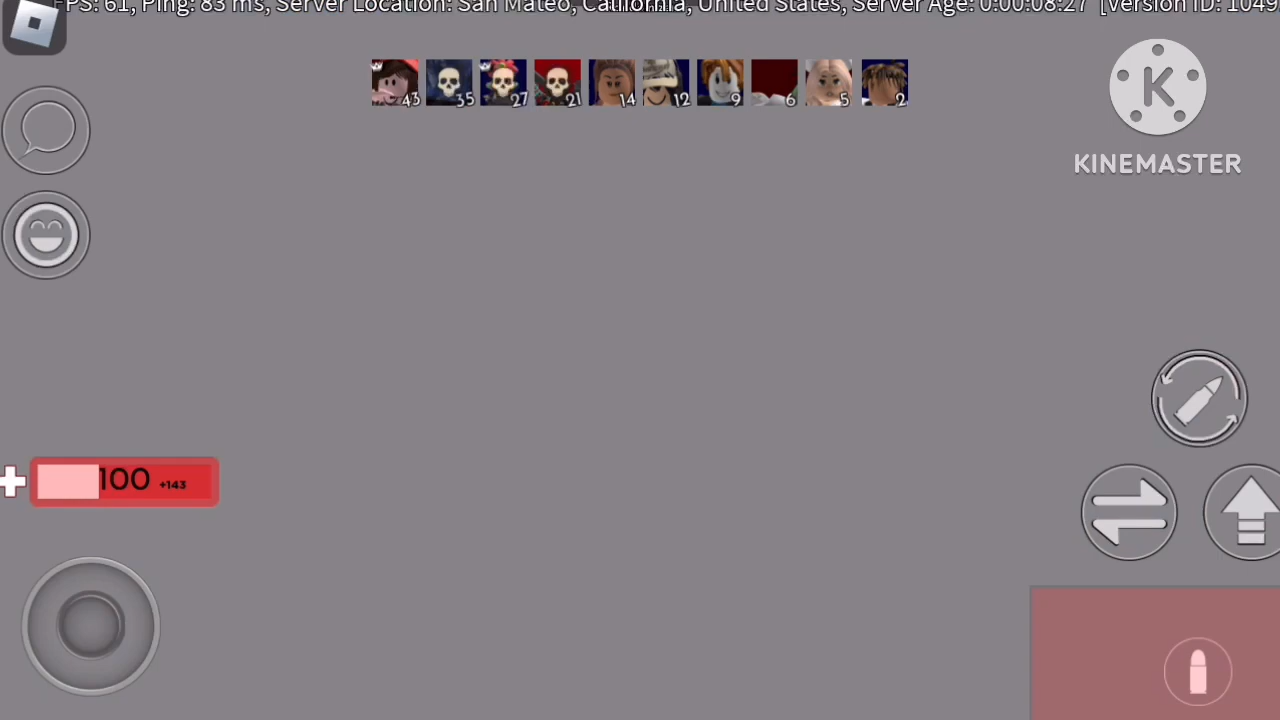 FPS: 61, Ping: 83 ms, Server Location: San Mateo, California, United States, Server Age: 0:00:08:27 [Version ID: 1049
43 35 27 21 14 12 9 6 5 2
K
KINEMASTER
100 +143